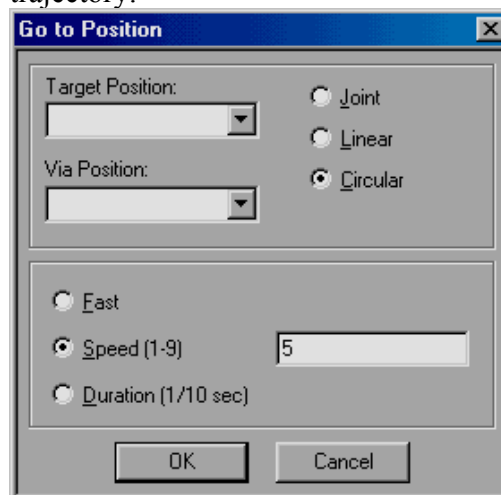 trajectory.
Go to Position
Target Position:
Joint
Linear
Via Position:
Circular
Fast
Speed (1-9) 5
Duration (1/10 sec)
OK Cancel